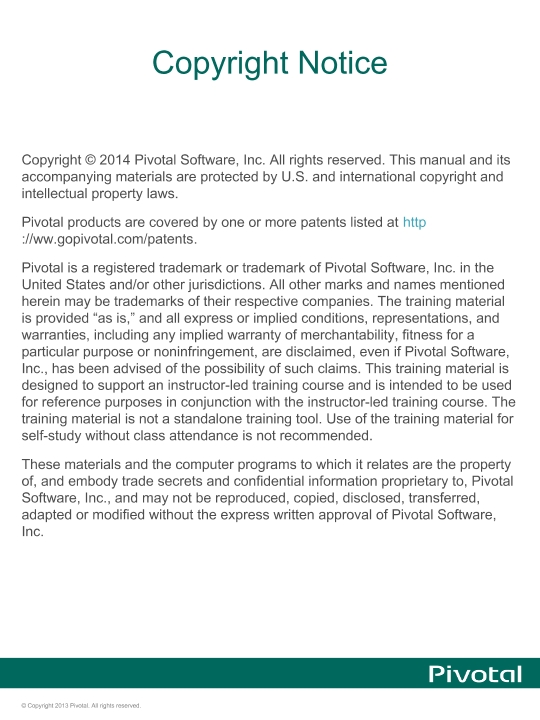 Copyright Notice
Copyright © 2014 Pivotal Software, Inc. All rights reserved. This manual and its
accompanying materials are protected by U.S. and international copyright and
intellectual property laws.
Pivotal products are covered by one or more patents listed at http
://ww.gopivotal.com/patents.
Pivotal is a registered trademark or trademark of Pivotal Software, Inc. in the
United States and/or other jurisdictions. All other marks and names mentioned
herein may be trademarks of their respective companies. The training material
is provided “as is,” and all express or implied conditions, representations, and
warranties, including any implied warranty of merchantability, fitness for a
particular purpose or noninfringement, are disclaimed, even if Pivotal Software,
Inc., has been advised of the possibility of such claims. This training material is
designed to support an instructor-led training course and is intended to be used
for reference purposes in conjunction with the instructor-led training course. The
training material is not a standalone training tool. Use of the training material for
self-study without class attendance is not recommended.
These materials and the computer programs to which it relates are the property
of, and embody trade secrets and confidential information proprietary to, Pivotal
Software, Inc., and may not be reproduced, copied, disclosed, transferred,
adapted or modified without the express written approval of Pivotal Software,
Inc.
Pivotal
© Copyright 2013 Pivotal. All rights reserved.